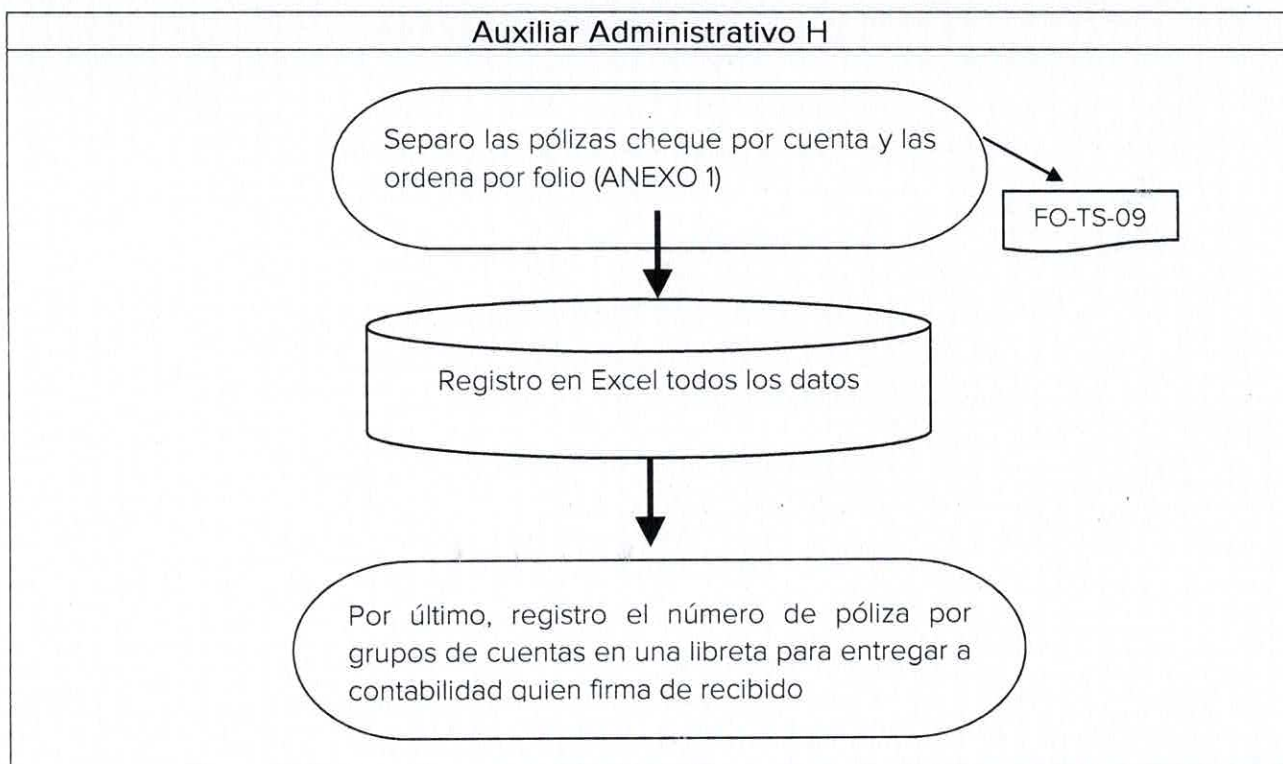 Auxiliar Administrativo H
Separo las pólizas cheque por cuenta y las
ordena por folio (ANEXO 1)
FO-TS-09
Registro en Excel todos los datos
Por último, registro el número de póliza por
grupos de cuentas en una libreta para entregar a
contabilidad quien firma de recibido